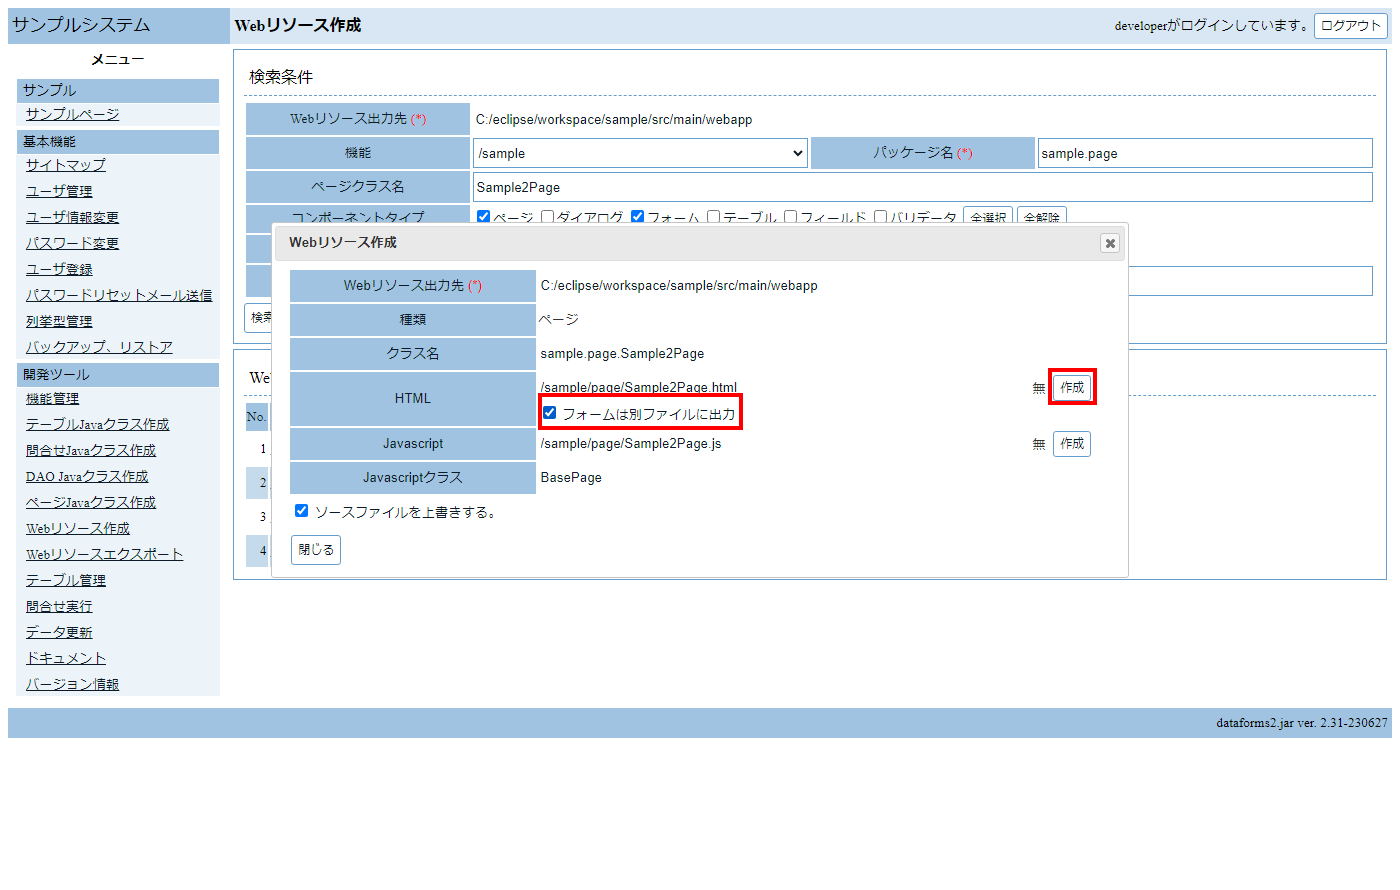 サンプルシステム
Webリソース作成
developerがログインしています。 ログアウト
メニュー
サンプル
サンプルページ
基本機能
サイトマップ
ユーザ管理
ユーザ情報変更
パスワード変更
ユーザ登録
パスワードリセットメール送信
列挙型管理
バックアップ、リストア
開発ツール
機能管理
テーブルJavaクラス作成
問合せJavaクラス作成
DAO Javaクラス作成
ページJavaクラス作成
Webリソース作成
Webリソースエクスポート
テーブル管理
問合せ実行
データ更新
ドキュメント
バージョン情報
検索条件
Webリソース出力先 (*) C:/eclipse/workspace/sample/src/main/webapp
機能 /sample パッケージ名 (*) sample.page
ページクラス名 Sample2Page
コンポーネントタイプ ページ ダイアログ フォーム テーブル フィールド バリデータ 全選択 全解除
検索
We
No.
1
2
3
4
Webリソース作成
Webリソース出力先 (*) C:/eclipse/workspace/sample/src/main/webapp
種類 ページ
クラス名 sample.page.Sample2Page
HTML /sample/page/Sample2Page.html 無 作成
フォームは別ファイルに出力
Javascript /sample/page/Sample2Page.js 無 作成
Javascriptクラス BasePage
ソースファイルを上書きする。
閉じる
dataforms2.jar ver. 2.31-230627